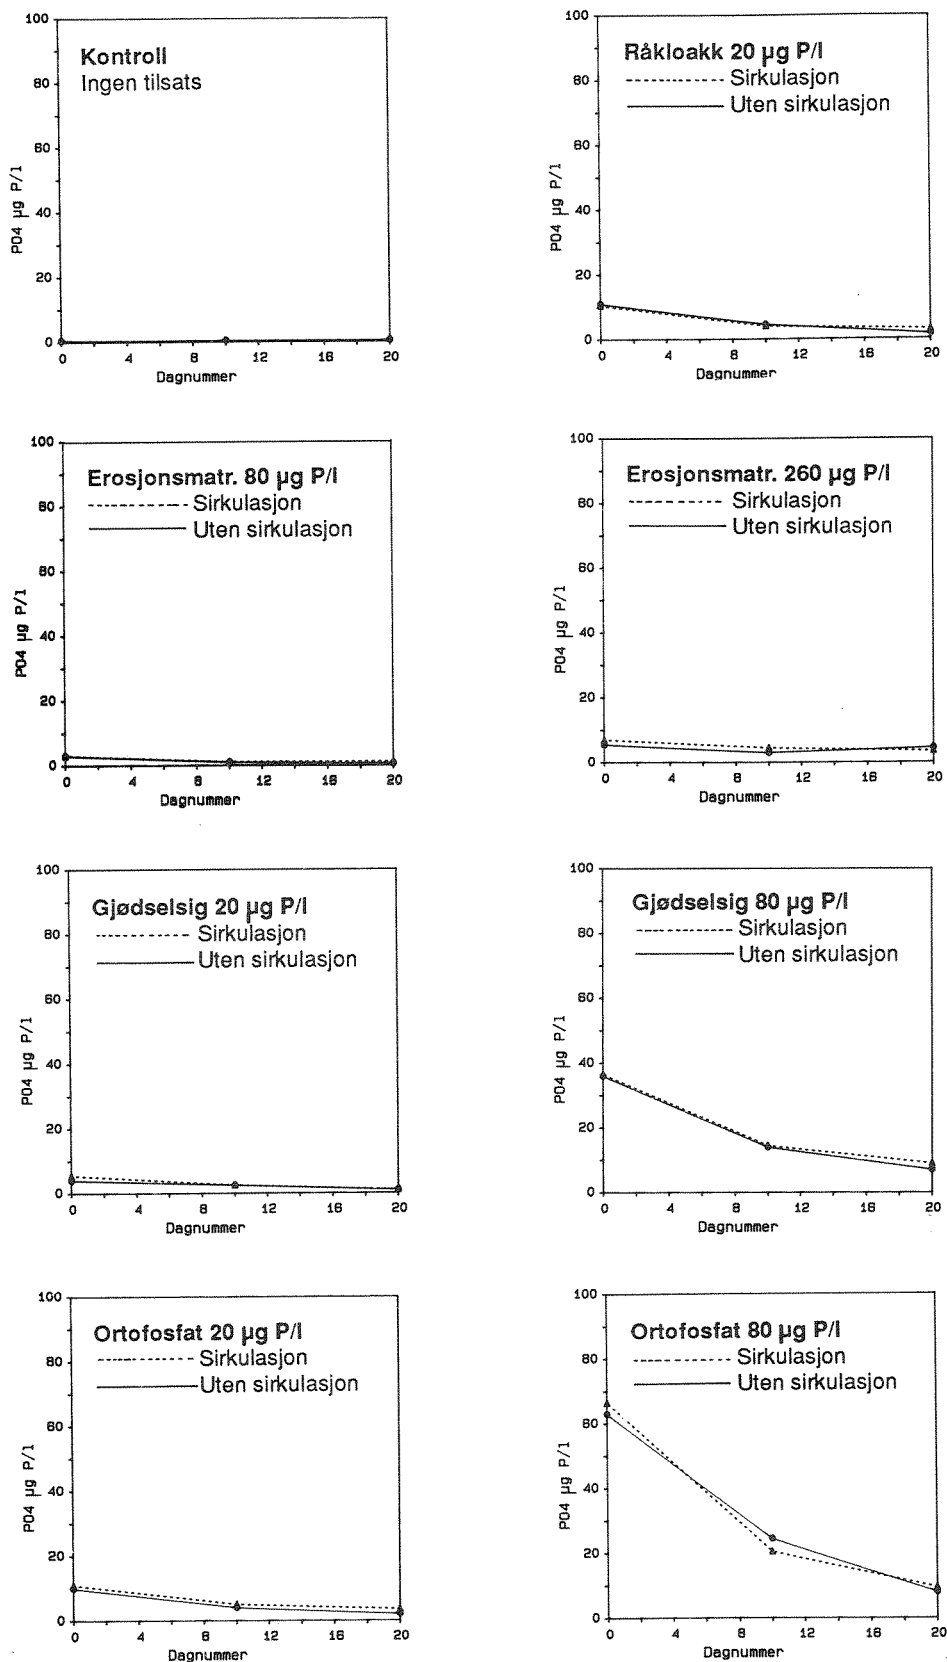 Kontroll
Ingen tilsats
100
80
60
40
20
0
PO4 µg P/l
0 4 8 12 16 20
Dagnummer
Råkloakk 20 µg P/l
Sirkulasjon
Uten sirkulasjon
100
80
60
40
20
0
PO4 µg P/l
0 4 8 12 16 20
Dagnummer
Erosjonsmatr. 80 µg P/l
Sirkulasjon
Uten sirkulasjon
100
80
60
40
20
0
PO4 µg P/l
0 4 8 12 16 20
Dagnummer
Erosjonsmatr. 260 µg P/l
Sirkulasjon
Uten sirkulasjon
100
80
60
40
20
0
PO4 µg P/l
0 4 8 12 16 20
Dagnummer
Gjødselsig 20 µg P/l
Sirkulasjon
Uten sirkulasjon
100
80
60
40
20
0
PO4 µg P/l
0 4 8 12 16 20
Dagnummer
Gjødselsig 80 µg P/l
Sirkulasjon
Uten sirkulasjon
100
80
60
40
20
0
PO4 µg P/l
0 4 8 12 16 20
Dagnummer
Ortofosfat 20 µg P/l
Sirkulasjon
Uten sirkulasjon
100
80
60
40
20
0
PO4 µg P/l
0 4 8 12 16 20
Dagnummer
Ortofosfat 80 µg P/l
Sirkulasjon
Uten sirkulasjon
100
80
60
40
20
0
PO4 µg P/l
0 4 8 12 16 20
Dagnummer